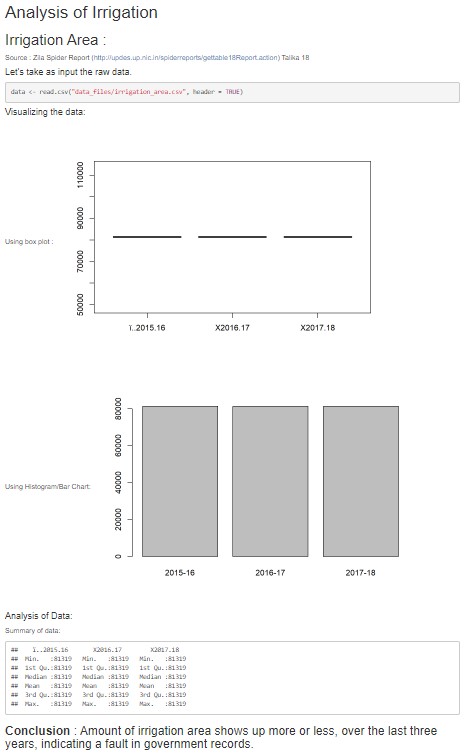 Analysis of Irrigation
Irrigation Area :
Source : Zila Spider Report (http://updes.up.nic.in/spiderreports/gettable18Report.action) Talika 18
Let's take as input the raw data.
data <- read.csv("data_files/irrigation_area.csv", header = TRUE)
Visualizing the data:
Using box plot :
110000
90000
70000
50000
ï..2015.16 X2016.17 X2017.18
Using Histogram/Bar Chart:
80000
60000
40000
20000
0
2015-16 2016-17 2017-18
Analysis of Data:
Summary of data:
## ï..2015.16 X2016.17 X2017.18
## Min. :81319 Min. :81319 Min. :81319
## 1st Qu.:81319 1st Qu.:81319 1st Qu.:81319
## Median :81319 Median :81319 Median :81319
## Mean :81319 Mean :81319 Mean :81319
## 3rd Qu.:81319 3rd Qu.:81319 3rd Qu.:81319
## Max. :81319 Max. :81319 Max. :81319
Conclusion : Amount of irrigation area shows up more or less, over the last three
years, indicating a fault in government records.